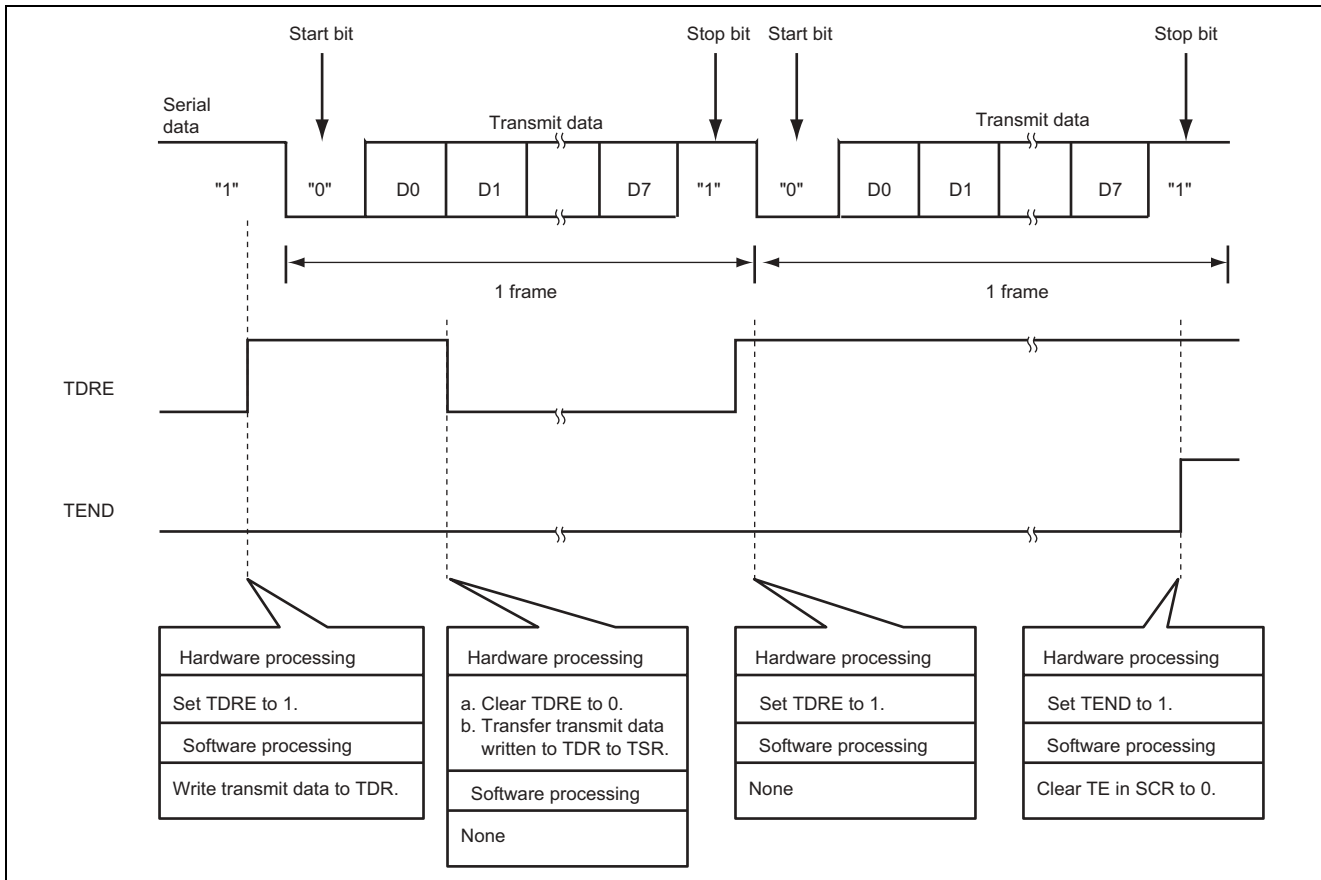 Start bit
Stop bit
Start bit
Stop bit
Serial
data
Transmit data
Transmit data
"1"
"0"
D0
D1
D7
"1"
"0"
D0
D1
D7
"1"
1 frame
1 frame
TDRE
TEND
Hardware processing
Set TDRE to 1.
Software processing
Write transmit data to TDR.
Hardware processing
a. Clear TDRE to 0.
b. Transfer transmit data
written to TDR to TSR.
Software processing
None
Hardware processing
Set TDRE to 1.
Software processing
None
Hardware processing
Set TEND to 1.
Software processing
Clear TE in SCR to 0.